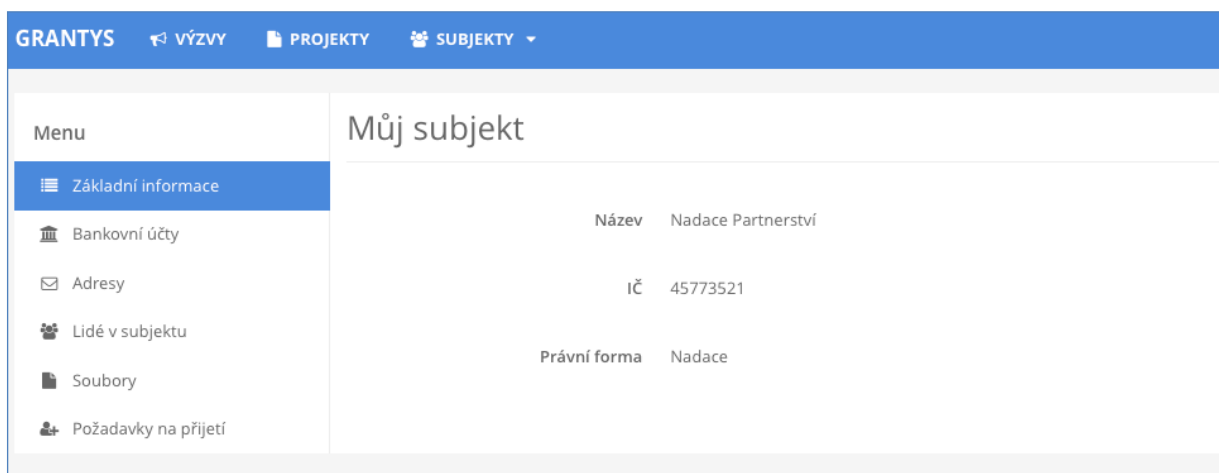 GRANTYS VÝZVY PROJEKTY SUBJEKTY
Menu
Základní informace
Bankovní účty
Adresy
Lidé v subjektu
Soubory
Požadavky na přijetí
Můj subjekt
Název Nadace Partnerství
IČ 45773521
Právní forma Nadace